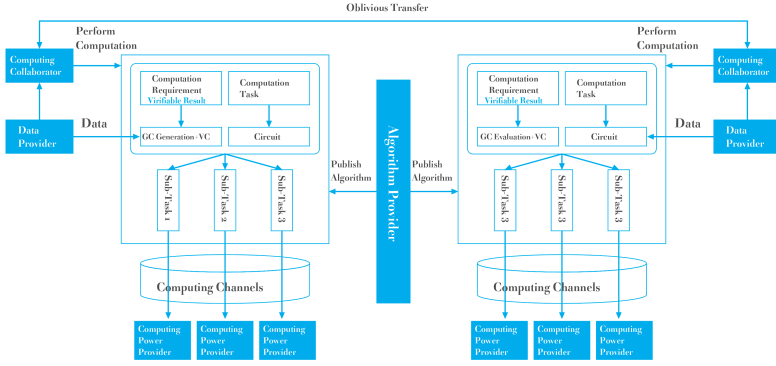 Oblivious Transfer
Perform
Computation
Computing
Collaborator
Data
Provider
Data
Computation
Requirement
Virifiable Result
Computation
Task
GC Generation+VC
Circuit
Sub-Task 1
Sub-Task 2
Sub-Task 3
Computing Channels
Computing
Power
Provider
Computing
Power
Provider
Computing
Power
Provider
Publish
Algorithm
Algorithm Provider
Publish
Algorithm
Perform
Computation
Computing
Collaborator
Data
Provider
Data
Computation
Requirement
Virifiable Result
Computation
Task
GC Evaluation+VC
Circuit
Sub-Task 3
Sub-Task 3
Sub-Task 3
Computing Channels
Computing
Power
Provider
Computing
Power
Provider
Computing
Power
Provider